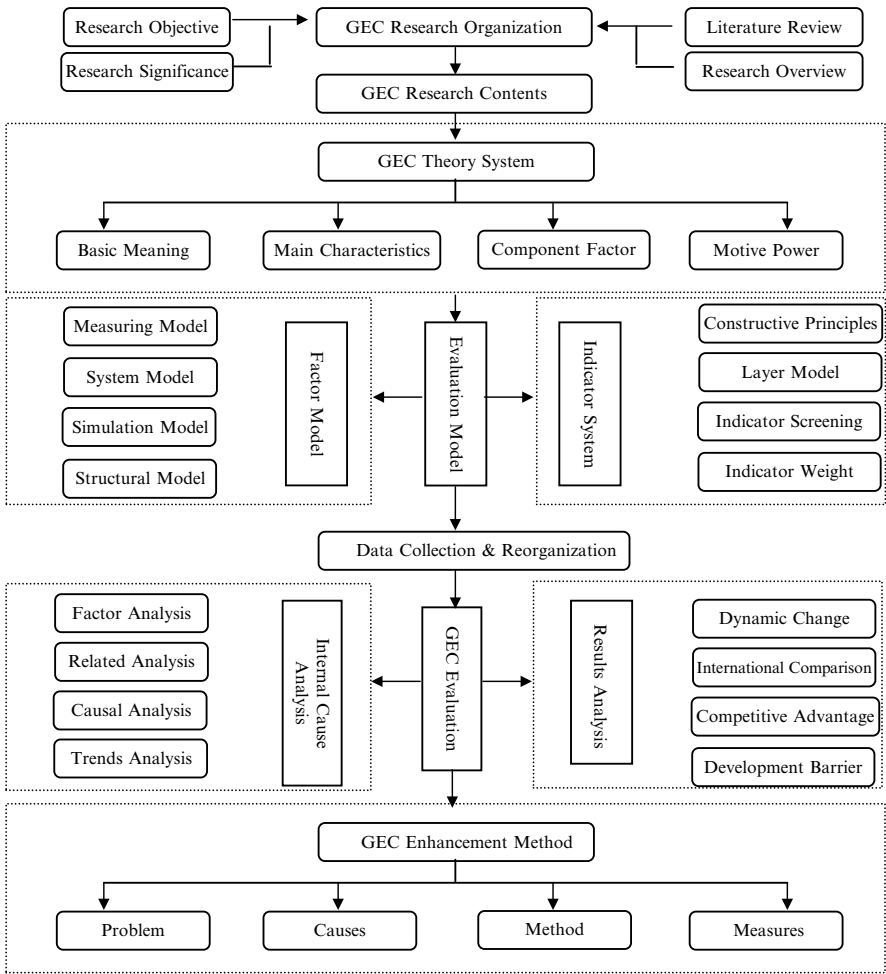 Research Objective
GEC Research Organization
Literature Review
Research Significance
Research Overview
GEC Research Contents
GEC Theory System
Basic Meaning
Main Characteristics
Component Factor
Motive Power
Measuring Model
System Model
Simulation Model
Structural Model
Factor Model
Evaluation Model
Indicator System
Constructive Principles
Layer Model
Indicator Screening
Indicator Weight
Data Collection & Reorganization
Factor Analysis
Related Analysis
Causal Analysis
Trends Analysis
Internal Cause
Analysis
GEC Evaluation
Results Analysis
Dynamic Change
International Comparison
Competitive Advantage
Development Barrier
GEC Enhancement Method
Problem
Causes
Method
Measures